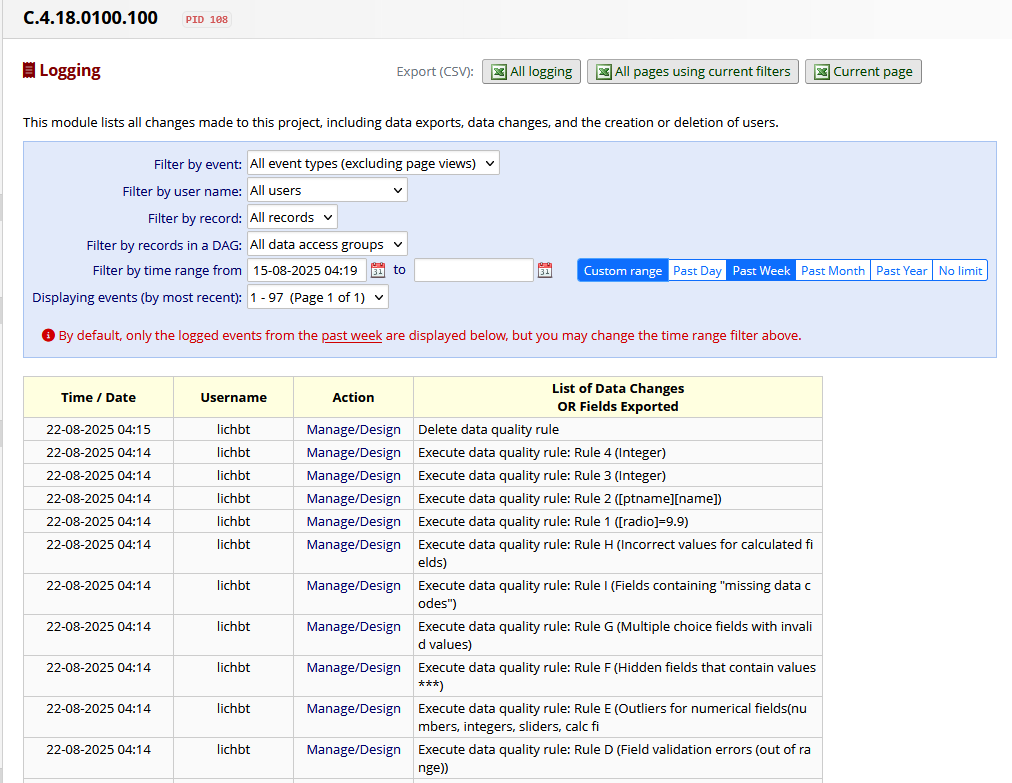 C.4.18.0100.100 PID 108
Logging Export (CSV): All logging All pages using current filters Current page
This module lists all changes made to this project, including data exports, data changes, and the creation or deletion of users.
Filter by event: All event types (excluding page views)
Filter by user name: All users
Filter by record: All records
Filter by records in a DAG: All data access groups
Filter by time range from 15-08-2025 04:19 31 to 31 Custom range Past Day Past Week Past Month Past Year No limit
Displaying events (by most recent): 1 - 97 (Page 1 of 1)
By default, only the logged events from the past week are displayed below, but you may change the time range filter above.
Time / Date Username Action List of Data Changes
OR Fields Exported
22-08-2025 04:15 lichbt Manage/Design Delete data quality rule
22-08-2025 04:14 lichbt Manage/Design Execute data quality rule: Rule 4 (Integer)
22-08-2025 04:14 lichbt Manage/Design Execute data quality rule: Rule 3 (Integer)
22-08-2025 04:14 lichbt Manage/Design Execute data quality rule: Rule 2 ([ptname][name])
22-08-2025 04:14 lichbt Manage/Design Execute data quality rule: Rule 1 ([radio]=9.9)
22-08-2025 04:14 lichbt Manage/Design Execute data quality rule: Rule H (Incorrect values for calculated fi
elds)
22-08-2025 04:14 lichbt Manage/Design Execute data quality rule: Rule I (Fields containing "missing data c
odes")
22-08-2025 04:14 lichbt Manage/Design Execute data quality rule: Rule G (Multiple choice fields with invali
d values)
22-08-2025 04:14 lichbt Manage/Design Execute data quality rule: Rule F (Hidden fields that contain values
***)
22-08-2025 04:14 lichbt Manage/Design Execute data quality rule: Rule E (Outliers for numerical fields(nu
mbers, integers, sliders, calc fi
22-08-2025 04:14 lichbt Manage/Design Execute data quality rule: Rule D (Field validation errors (out of ra
nge))